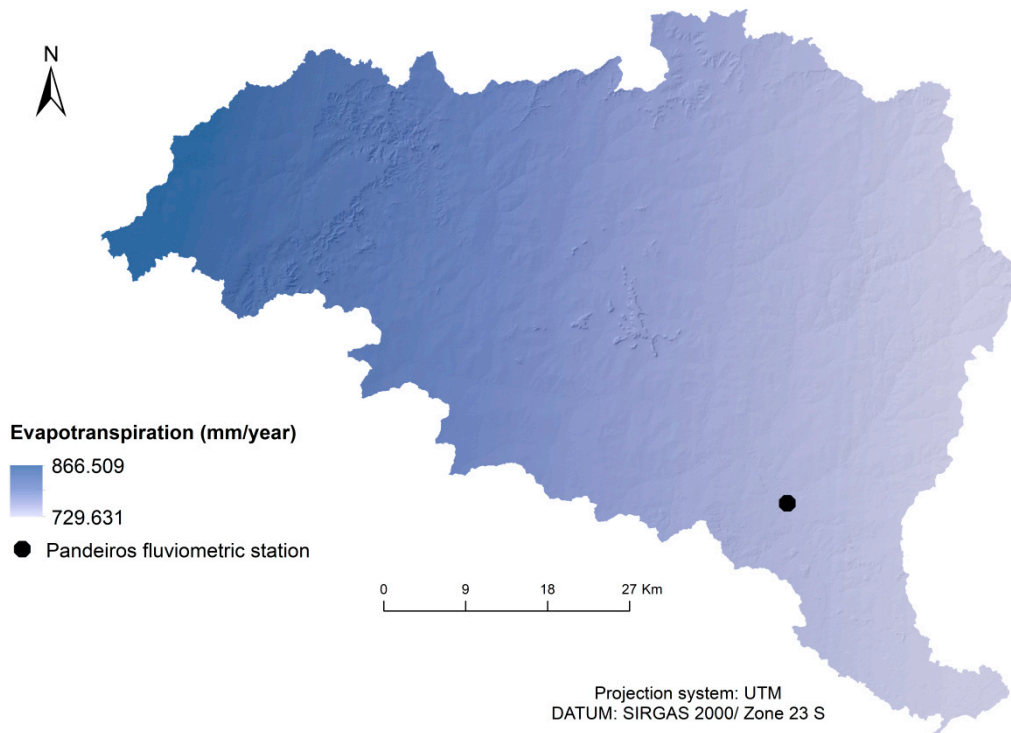 N
Evapotranspiration (mm/year)
866.509
729.631
Pandeiros fluviometric station
0 9 18 27 Km
Projection system: UTM
DATUM: SIRGAS 2000/ Zone 23 S